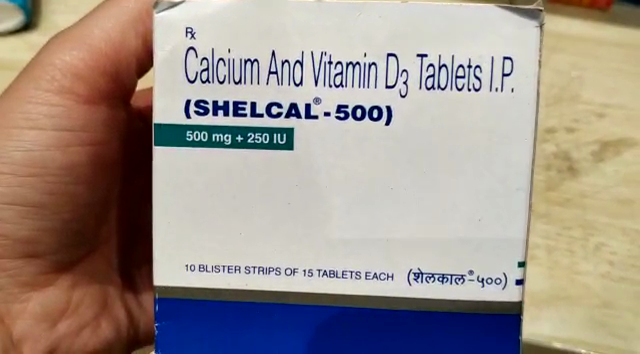 Rx
Calcium And Vitamin D3 Tablets I.P.
(SHELCAL®-500)
500 mg + 250 IU
10 BLISTER STRIPS OF 15 TABLETS EACH (शेलकाल®-५००)